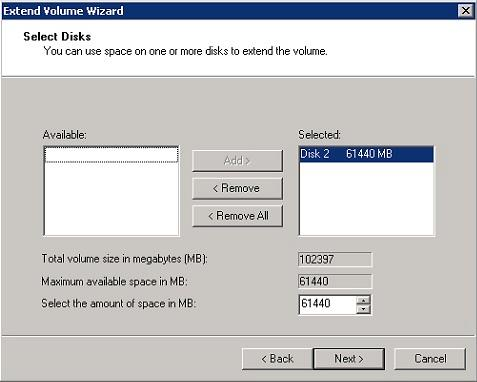 Extend Volume Wizard
Select Disks
You can use space on one or more disks to extend the volume.
Available:
Selected:
Disk 2 61440 MB
Add >
< Remove
< Remove All
Total volume size in megabytes (MB): 102397
Maximum available space in MB: 61440
Select the amount of space in MB: 61440
< Back Next > Cancel